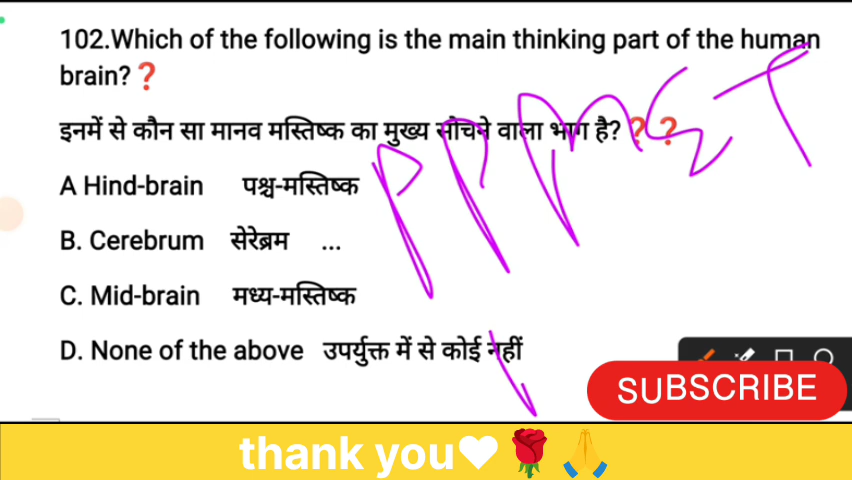 102.Which of the following is the main thinking part of the human
brain?❓
इनमें से कौन सा मानव मस्तिष्क का मुख्य सोचने वाला भाग है?❓❓
PPMET
A Hind-brain पश्च-मस्तिष्क
B. Cerebrum सेरेब्रम ...
C. Mid-brain मध्य-मस्तिष्क
D. None of the above उपर्युक्त में से कोई नहीं
SUBSCRIBE
thank you🤍🌹🙏